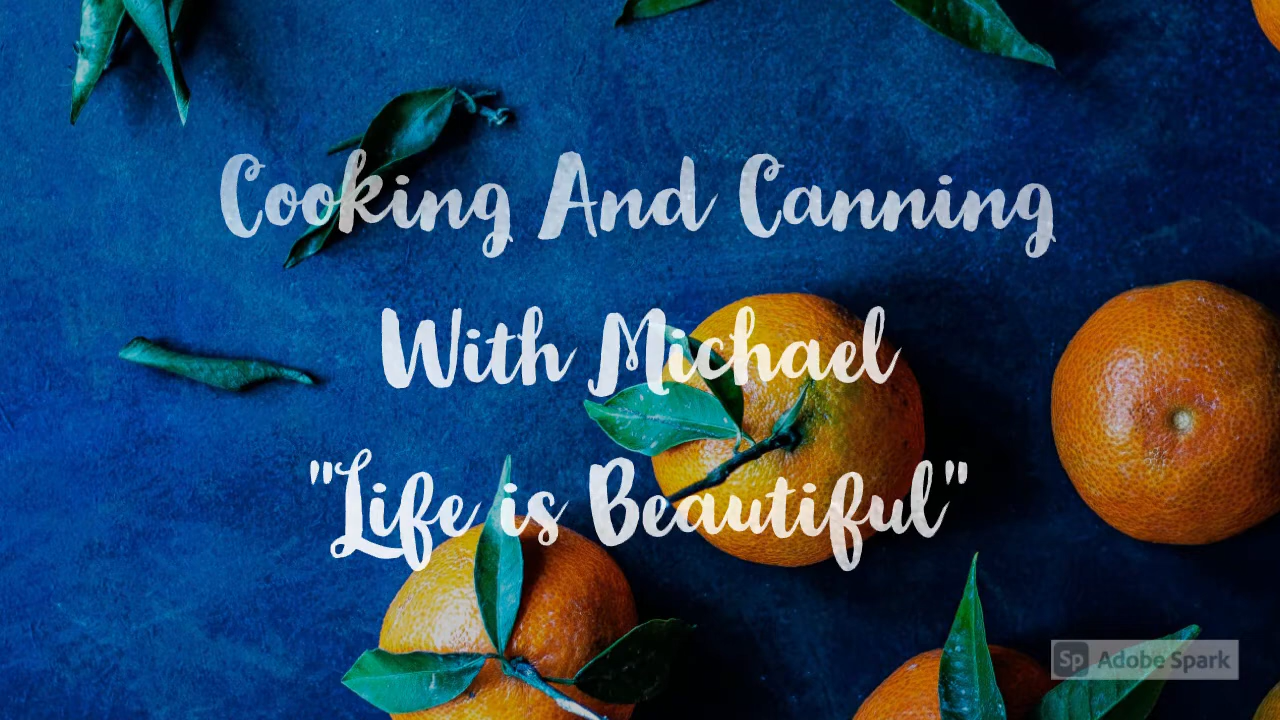 Cooking And Canning
With Michael
"Life is Beautiful"
Sp Adobe Spark